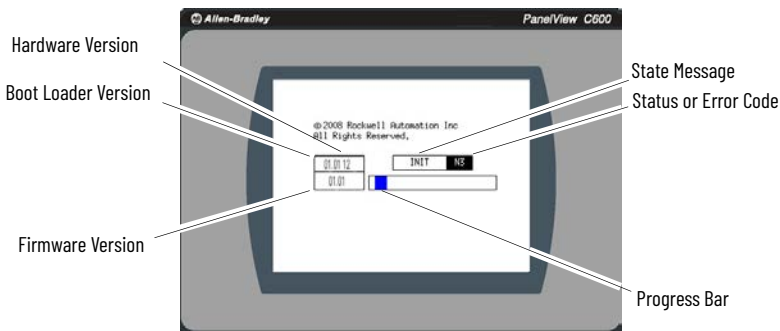 Allen-Bradley
PanelView C600
Hardware Version
Boot Loader Version
State Message
Status or Error Code
©2008 Rockwell Automation Inc
All Rights Reserved.
01.01 12
INIT N3
01.01
Firmware Version
Progress Bar